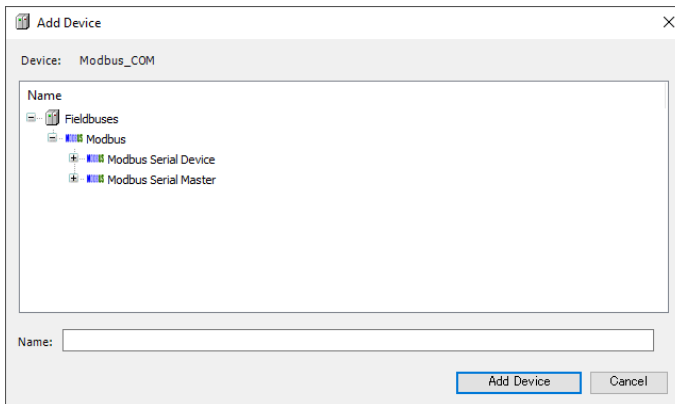 Add Device
Device: Modbus_COM
Name
Fieldbuses
Modbus
Modbus Serial Device
Modbus Serial Master
Name:
Add Device Cancel